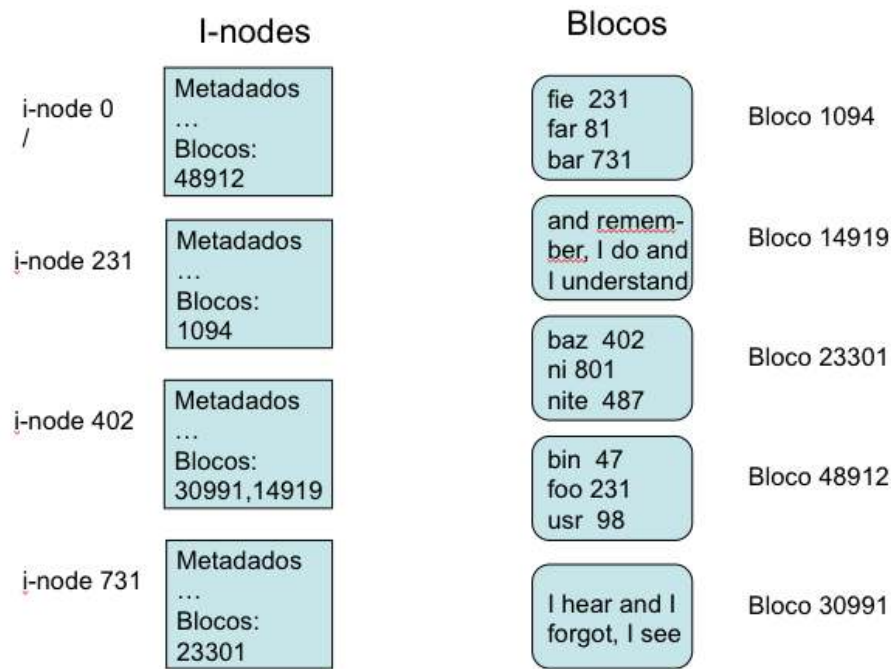 I-nodes
i-node 0
/
Metadados
…
Blocos:
48912
i-node 231
Metadados
…
Blocos:
1094
i-node 402
Metadados
…
Blocos:
30991,14919
i-node 731
Metadados
…
Blocos:
23301
Blocos
fie 231
far 81
bar 731
Bloco 1094
and remem-
ber, I do and
I understand
Bloco 14919
baz 402
ni 801
nite 487
Bloco 23301
bin 47
foo 231
usr 98
Bloco 48912
I hear and I
forgot, I see
Bloco 30991